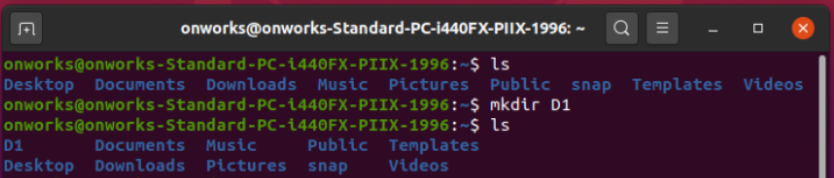 onworks@onworks-Standard-PC-i440FX-PIIX-1996: ~
onworks@onworks-Standard-PC-i440FX-PIIX-1996:~$ ls
Desktop  Documents  Downloads  Music  Pictures  Public  snap  Templates  Videos
onworks@onworks-Standard-PC-i440FX-PIIX-1996:~$ mkdir D1
onworks@onworks-Standard-PC-i440FX-PIIX-1996:~$ ls
D1       Documents  Music     Public  Templates
Desktop  Downloads  Pictures  snap    Videos